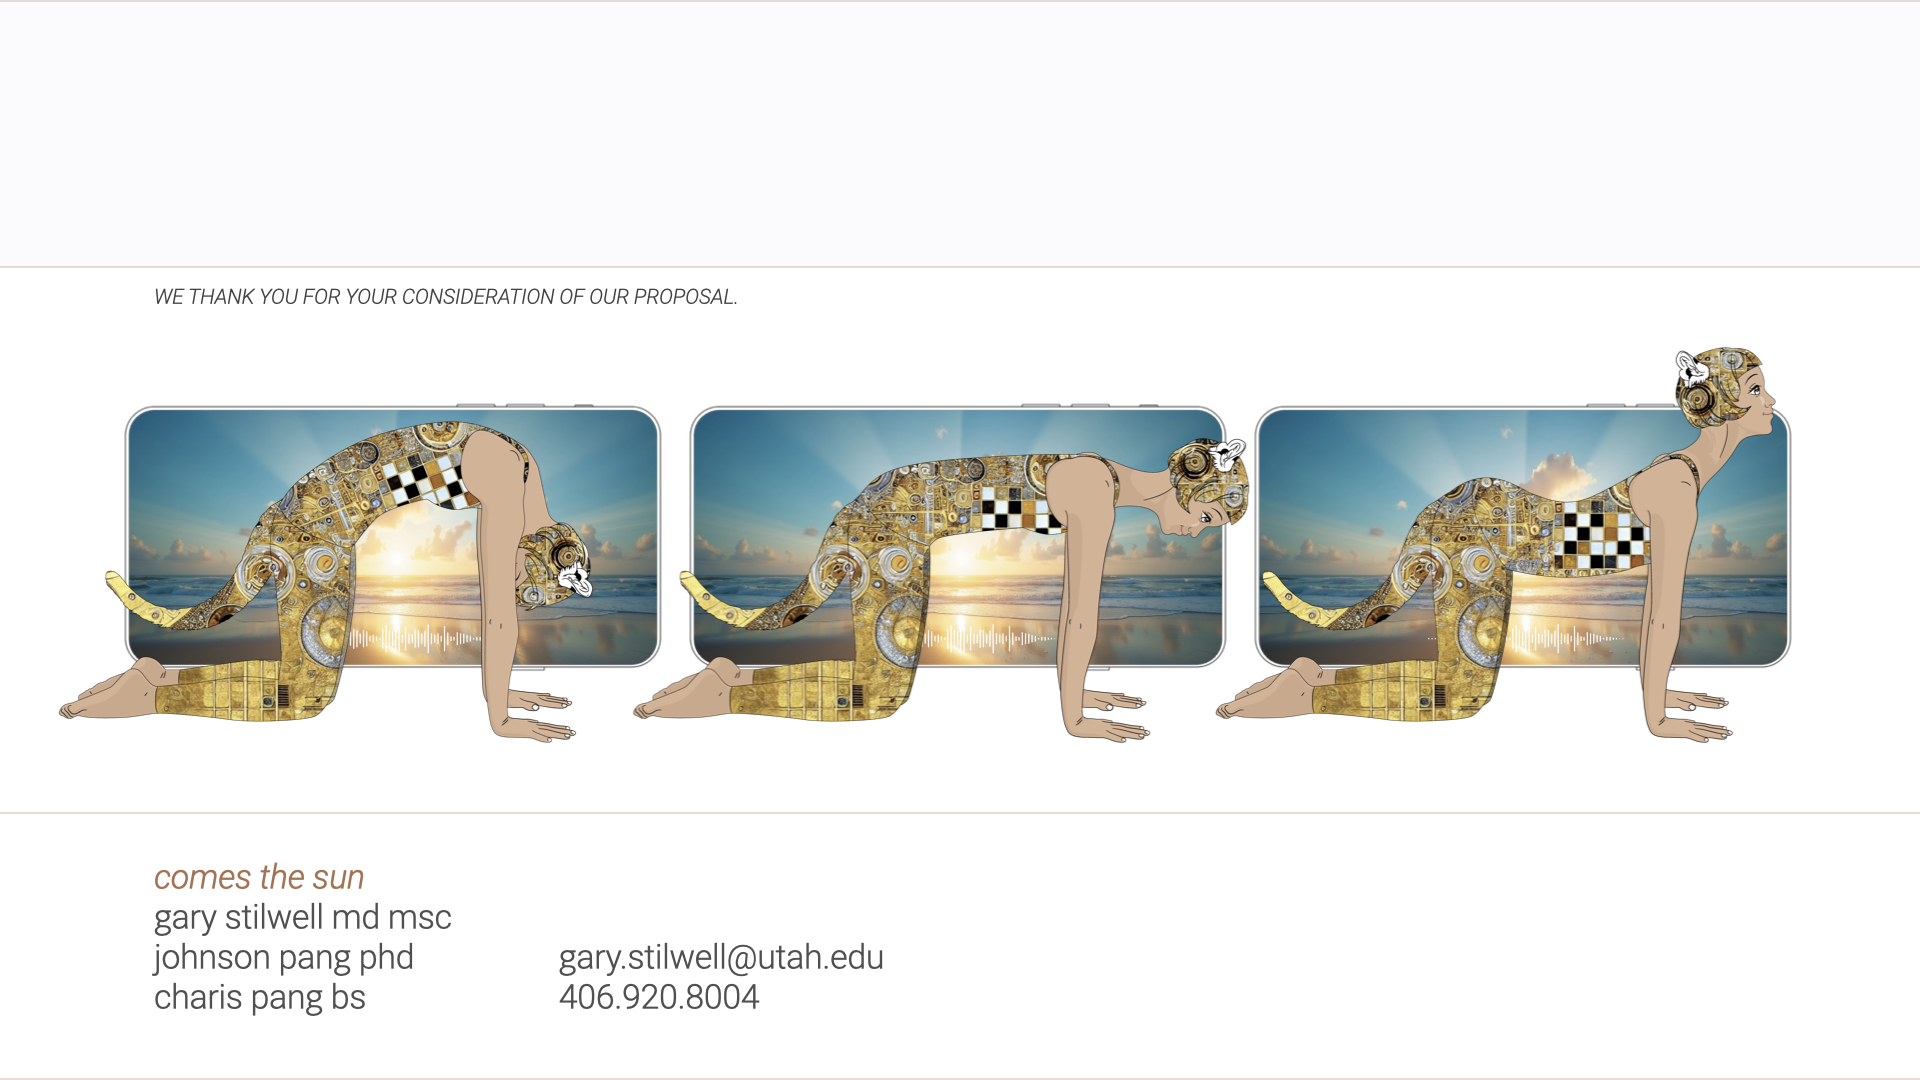 WE THANK YOU FOR YOUR CONSIDERATION OF OUR PROPOSAL.
comes the sun
gary stilwell md msc
johnson pang phd
charis pang bs
gary.stilwell@utah.edu
406.920.8004